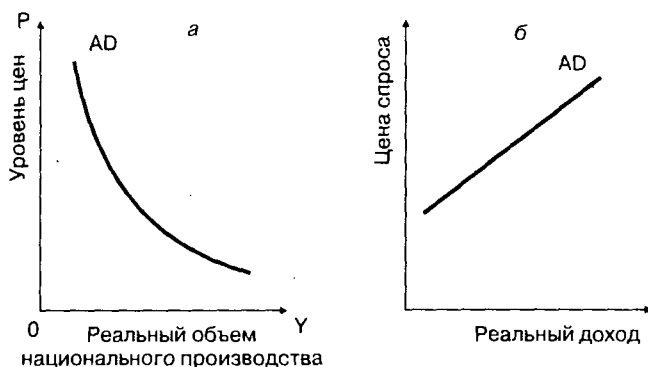 P
а
AD
Уровень цен
0
Y
Реальный объем
национального производства
б
AD
Цена спроса
Реальный доход